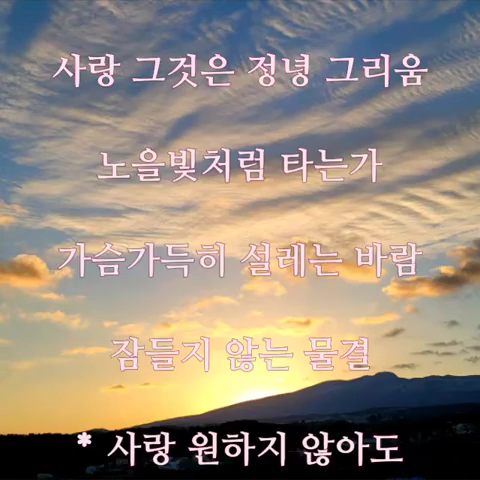 사랑 그것은 정녕 그리움
노을빛처럼 타는가
가슴가득히 설레는 바람
잠들지 않는 물결
* 사랑 원하지 않아도